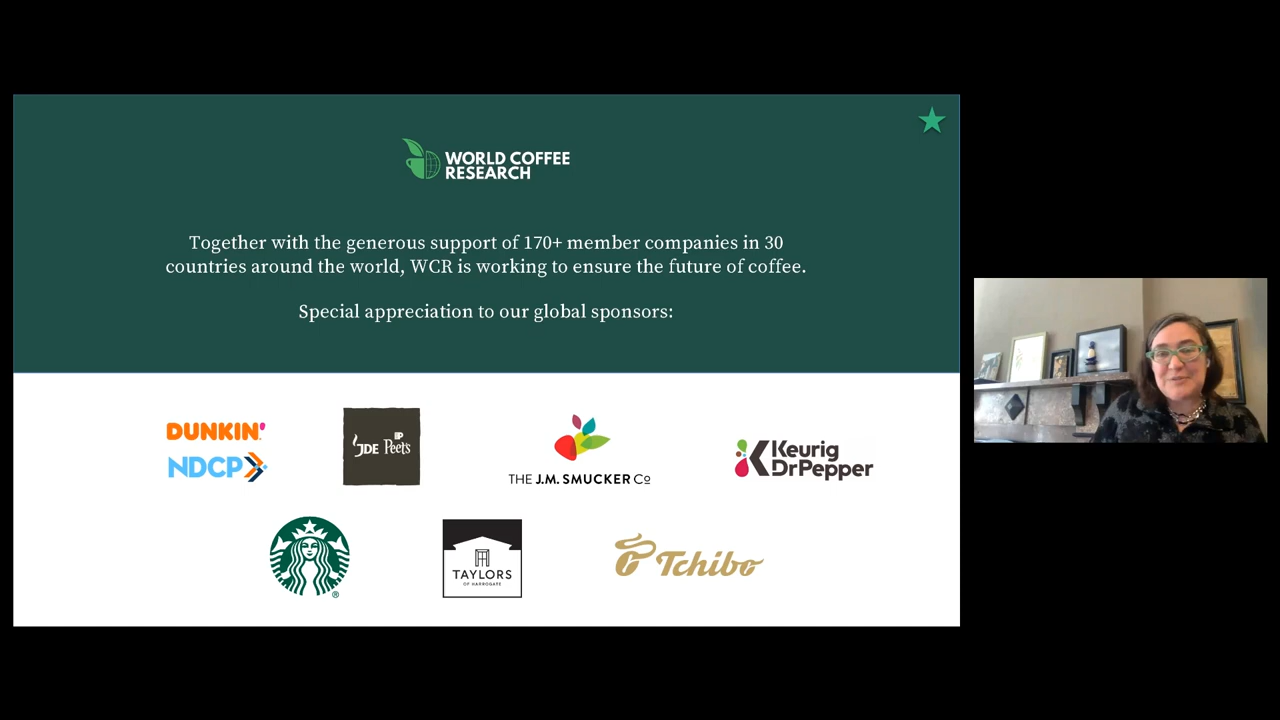 WORLD COFFEE
RESEARCH
Together with the generous support of 170+ member companies in 30
countries around the world, WCR is working to ensure the future of coffee.
Special appreciation to our global sponsors:
DUNKIN'
NDCP
JDE Peet's
THE J.M. SMUCKER Co
Keurig
DrPepper
TAYLORS
OF HARROGATE
Tchibo
®